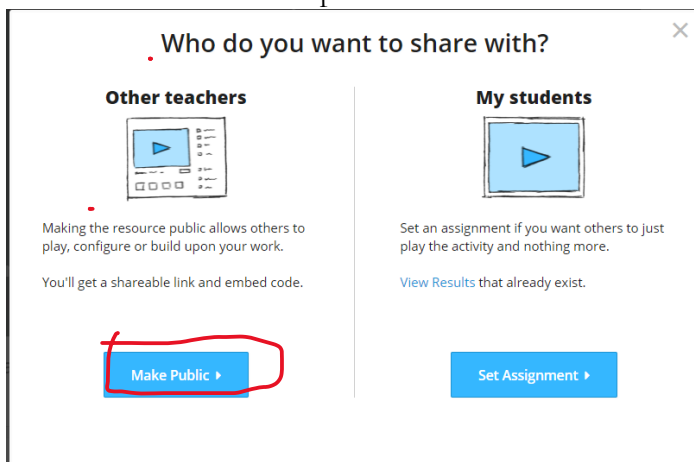 Who do you want to share with?
Other teachers
Making the resource public allows others to
play, configure or build upon your work.
You'll get a shareable link and embed code.
Make Public
My students
Set an assignment if you want others to just
play the activity and nothing more.
View Results that already exist.
Set Assignment